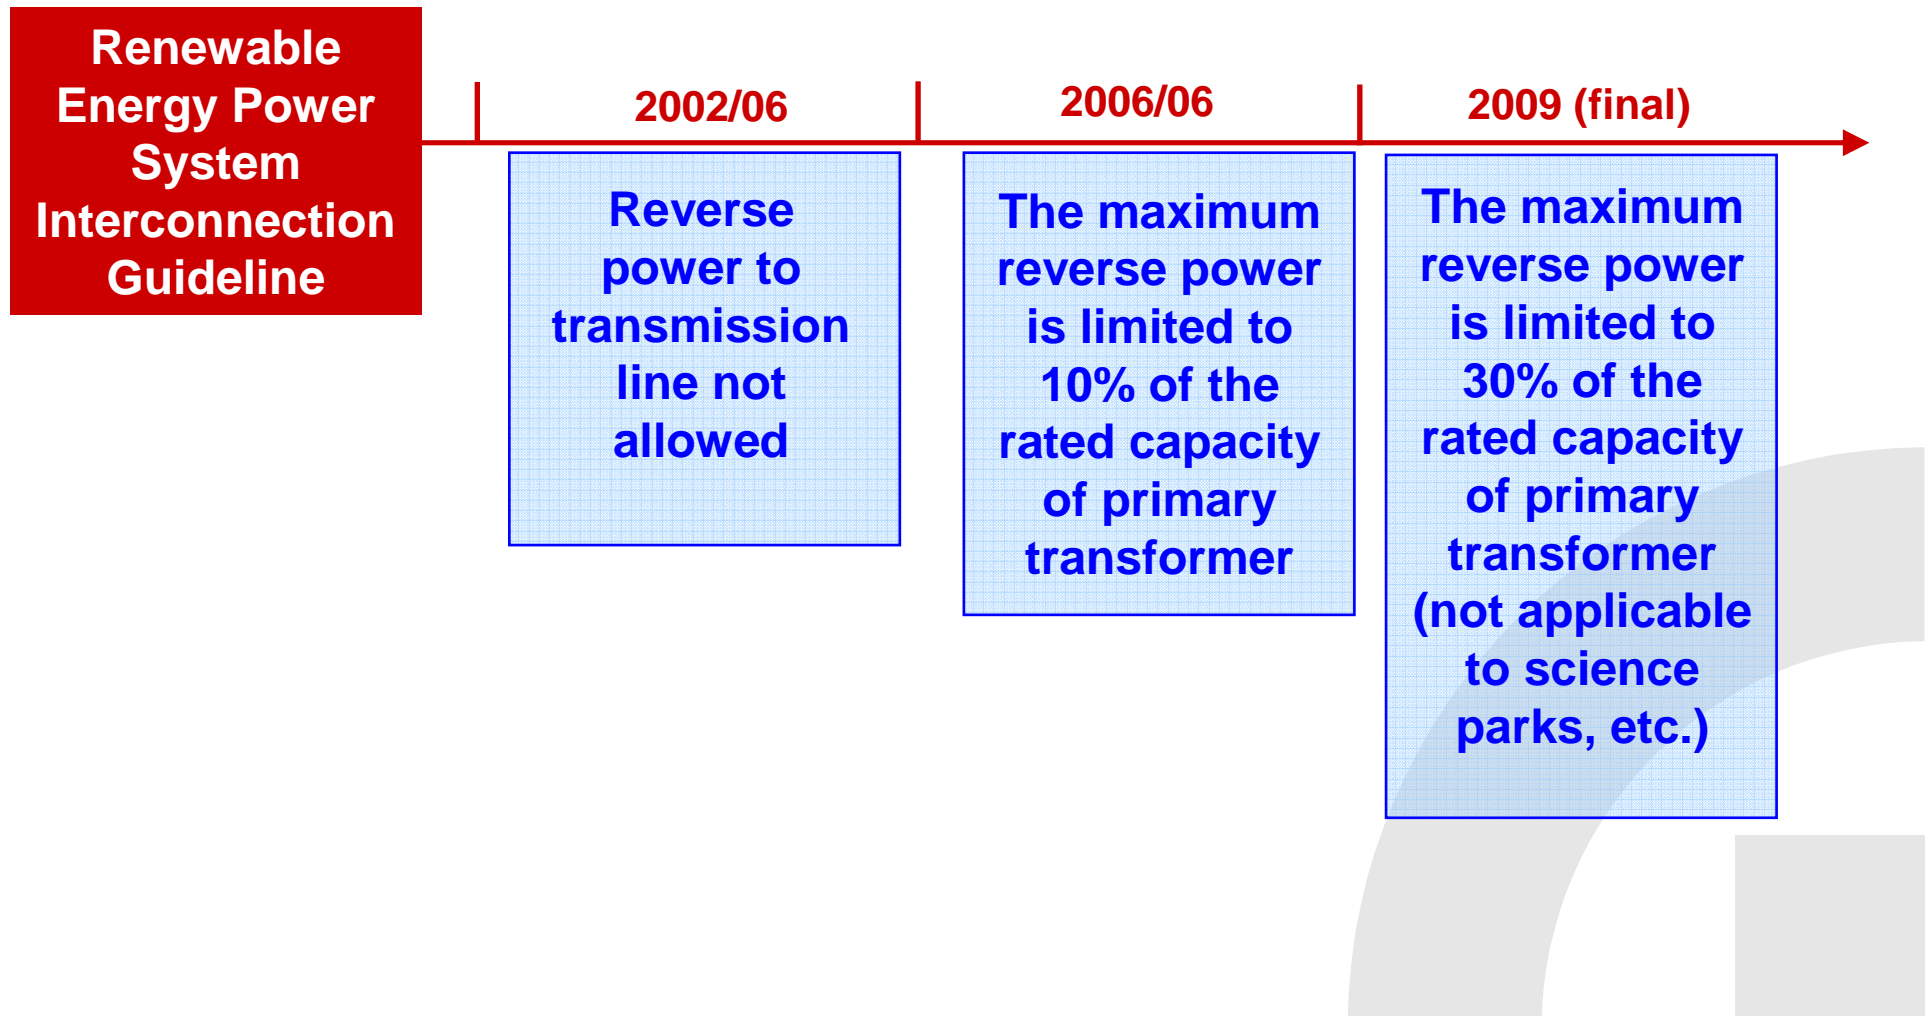 Renewable
Energy Power
System
Interconnection
Guideline
2002/06
2006/06
2009 (final)
Reverse
power to
transmission
line not
allowed
The maximum
reverse power
is limited to
10% of the
rated capacity
of primary
transformer
The maximum
reverse power
is limited to
30% of the
rated capacity
of primary
transformer
(not applicable
to science
parks, etc.)